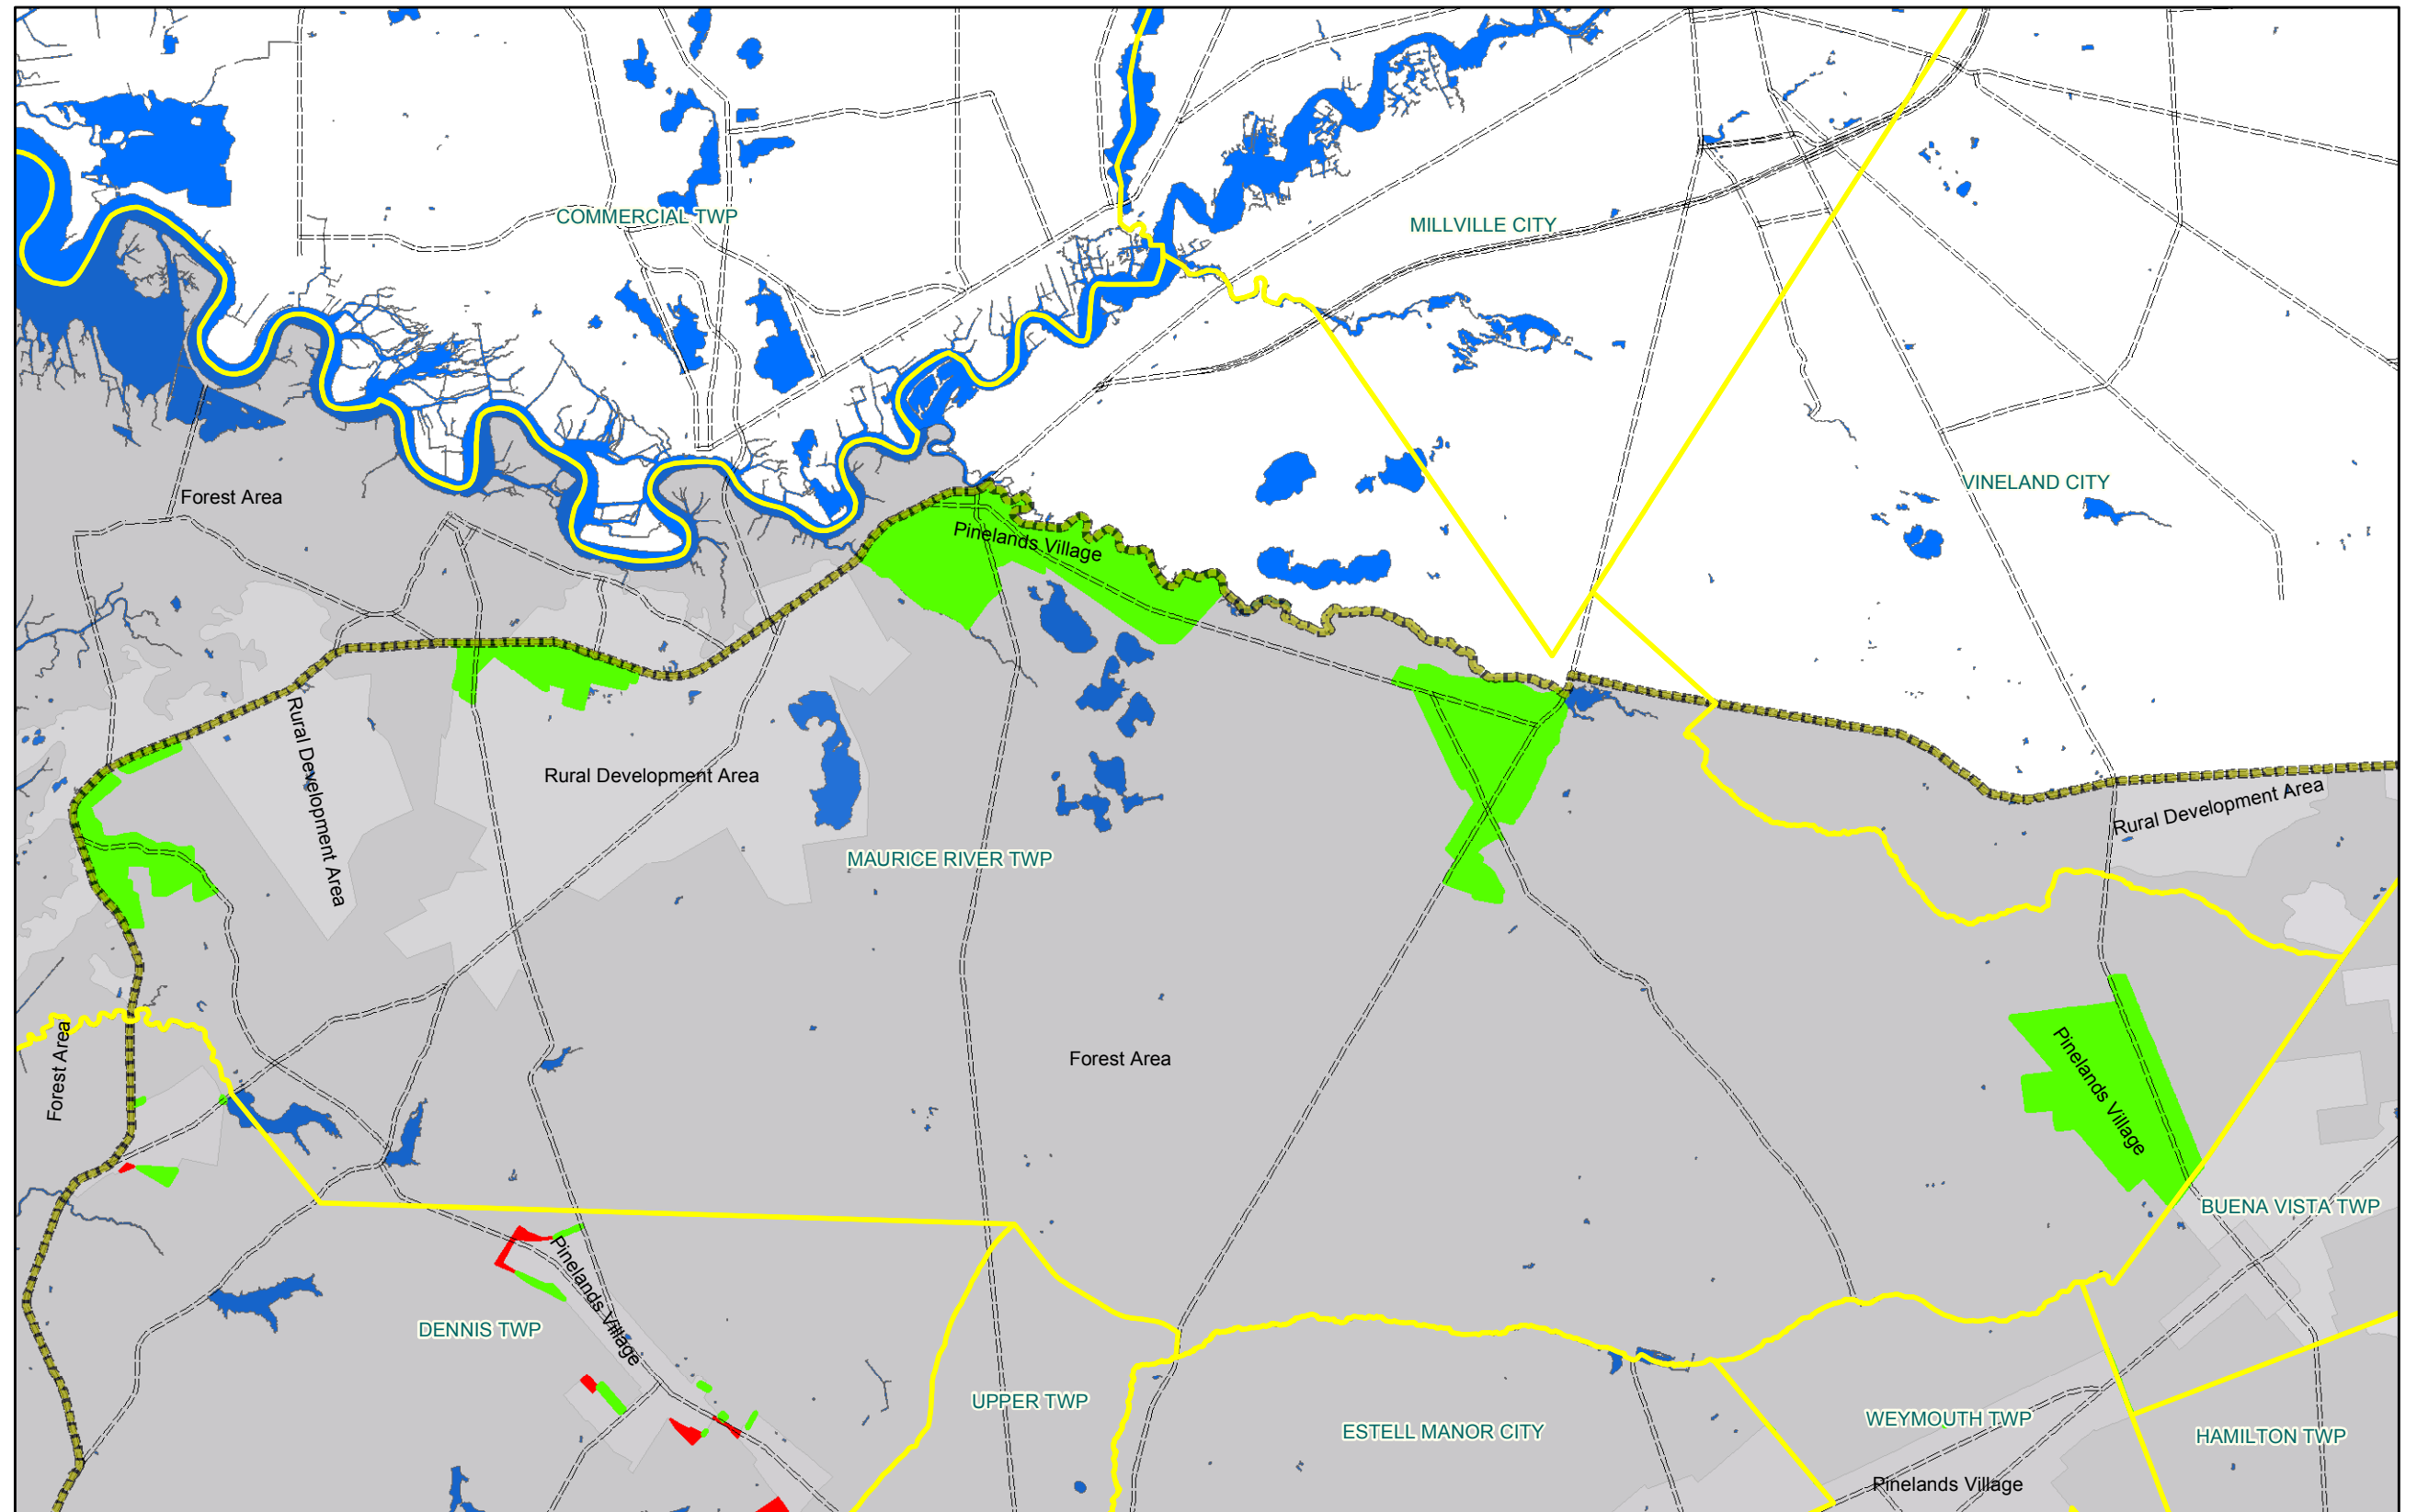 COMMERCIAL TWP
MILLVILLE CITY
VINELAND CITY
Forest Area
Pinelands Village
Rural Development Area
Rural Development Area
Rural Development Area
MAURICE RIVER TWP
Forest Area
Forest Area
Pinelands Village
BUENA VISTA TWP
Pinelands Village
DENNIS TWP
UPPER TWP
ESTELL MANOR CITY
WEYMOUTH TWP
HAMILTON TWP
Pinelands Village